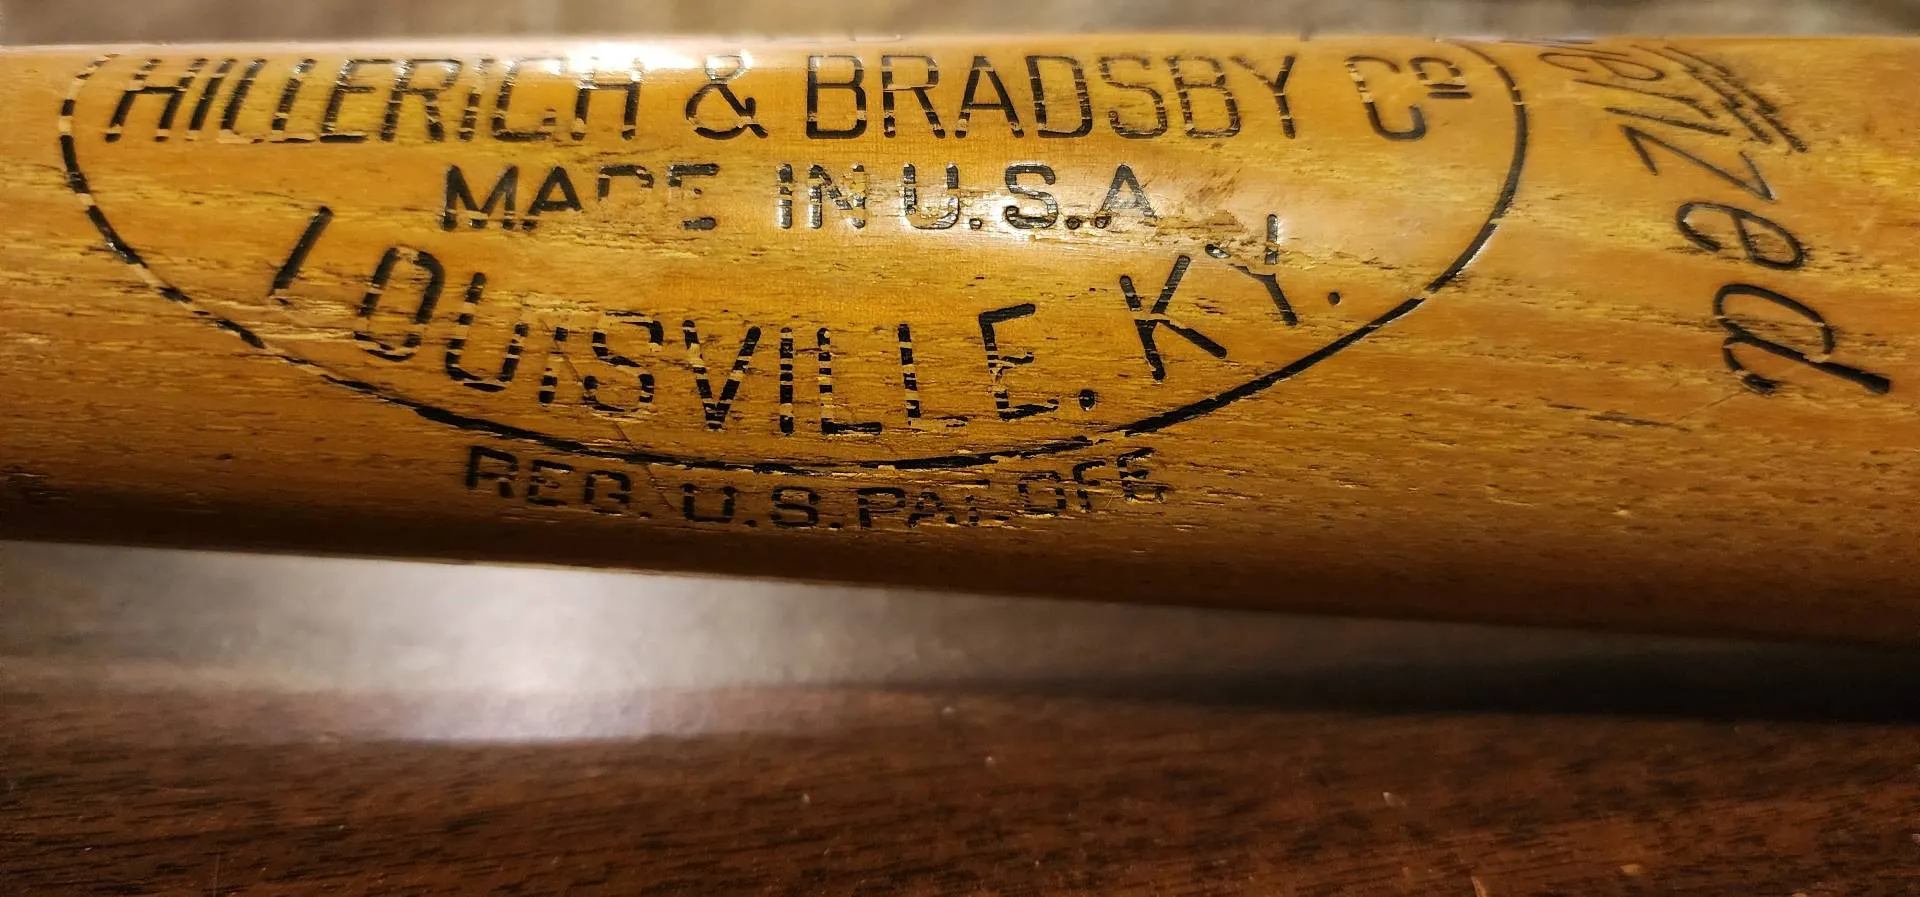 HILLERICH & BRADSBY Cº
MADE IN U.S.A
LOUISVILLE. KY.
REG. U.S. PAT. OFF.